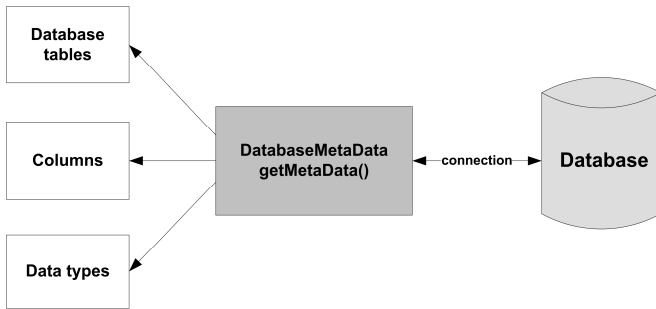 Database
tables
Columns
Data types
DatabaseMetaData
getMetaData()
connection
Database